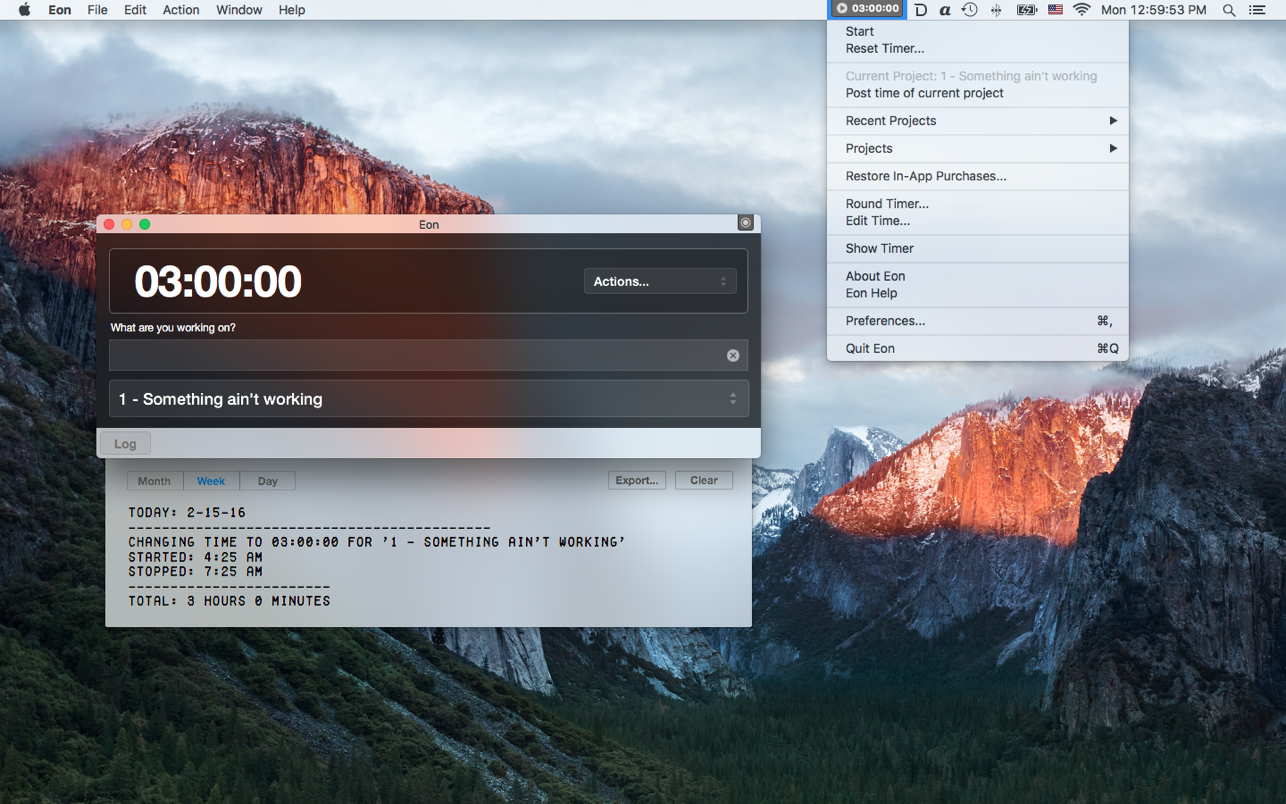 Eon File Edit Action Window Help
03:00:00 Mon 12:59:53 PM
Start
Reset Timer...
Current Project: 1 - Something ain't working
Post time of current project
Recent Projects
Projects
Restore In-App Purchases...
Round Timer...
Edit Time...
Show Timer
About Eon
Eon Help
Preferences... ⌘,
Quit Eon ⌘Q
Eon
03:00:00
Actions...
What are you working on?
1 - Something ain't working
Log
Month Week Day Export... Clear
TODAY: 2-15-16
-------------------------------------------
CHANGING TIME TO 03:00:00 FOR '1 - SOMETHING AIN'T WORKING'
STARTED: 4:25 AM
STOPPED: 7:25 AM
------------------------
TOTAL: 3 HOURS 0 MINUTES